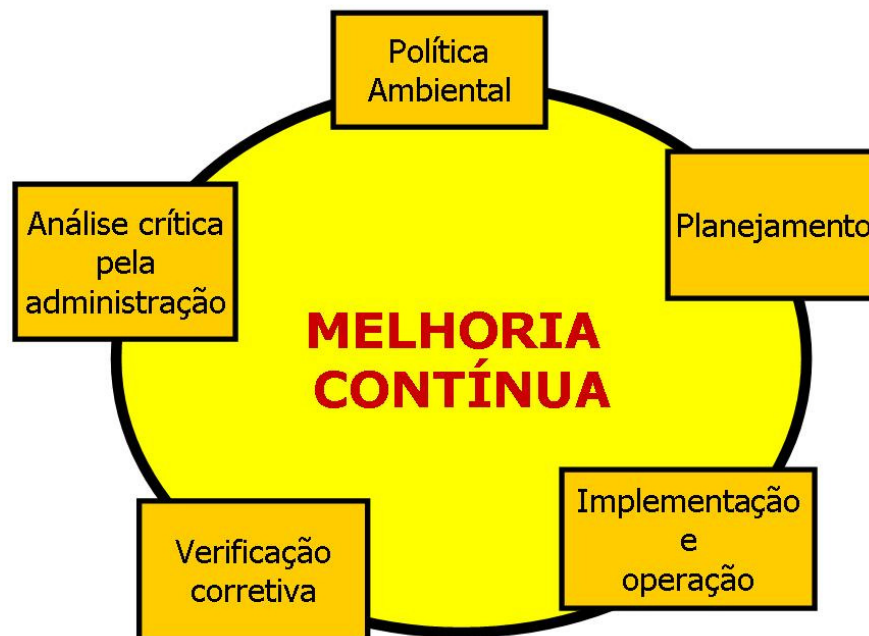 Política
Ambiental
Planejamento
Análise crítica
pela
administração
MELHORIA
CONTÍNUA
Implementação
e
operação
Verificação
corretiva